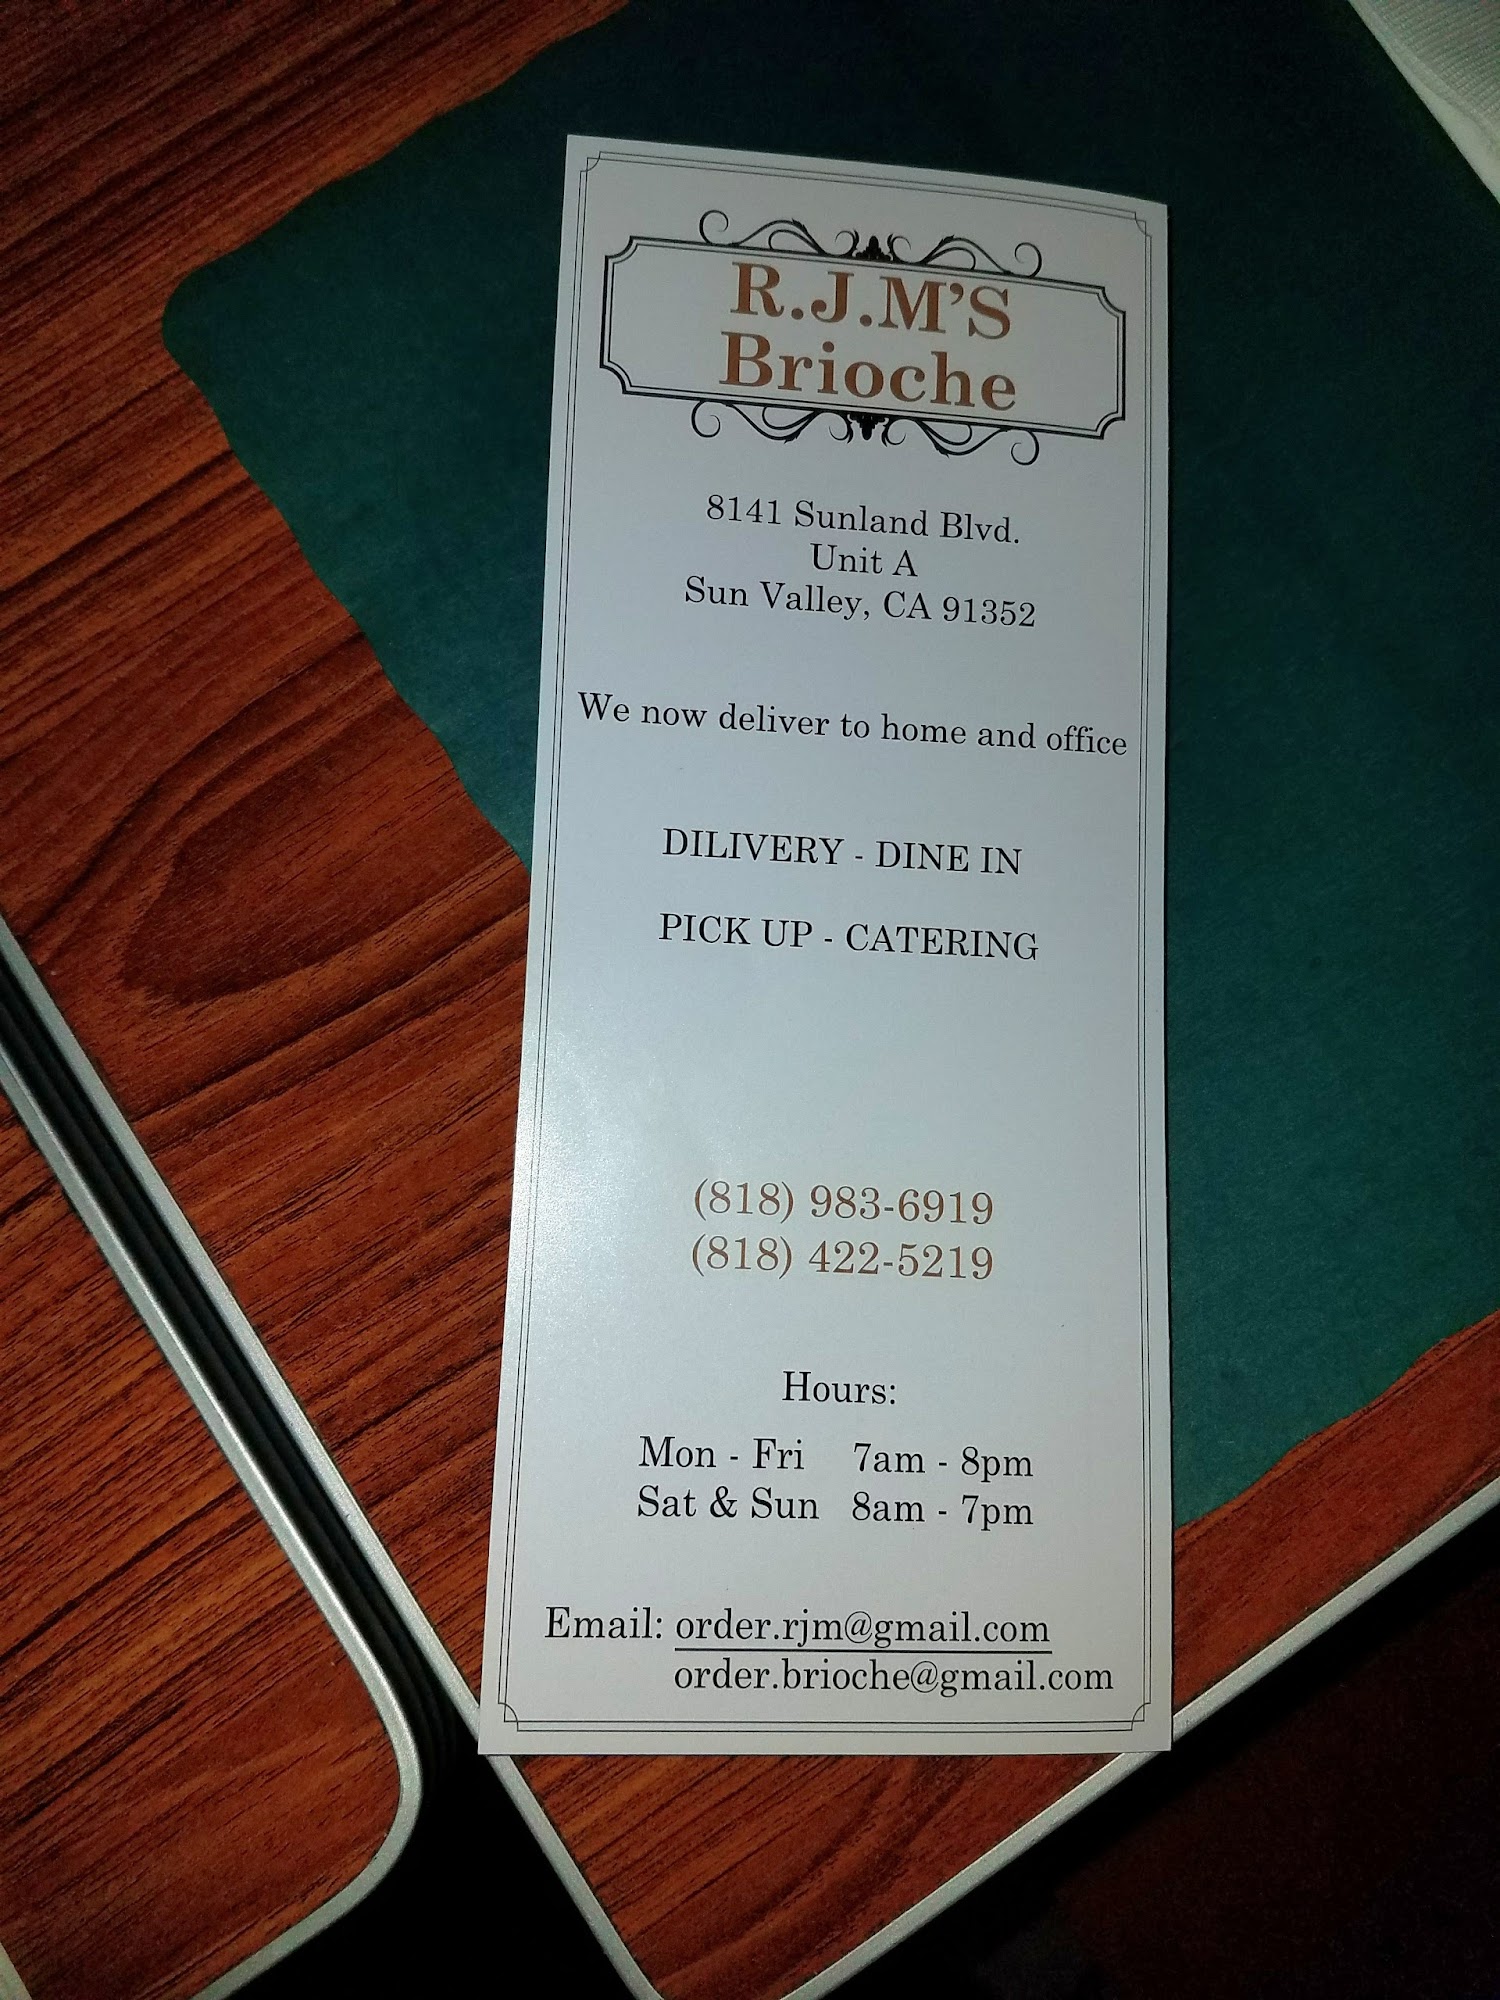 R.J.M'S
Brioche
8141 Sunland Blvd.
Unit A
Sun Valley, CA 91352
We now deliver to home and office
DILIVERY - DINE IN
PICK UP - CATERING
(818) 983-6919
(818) 422-5219
Hours:
Mon - Fri 7am - 8pm
Sat & Sun 8am - 7pm
Email: order.rjm@gmail.com
order.brioche@gmail.com